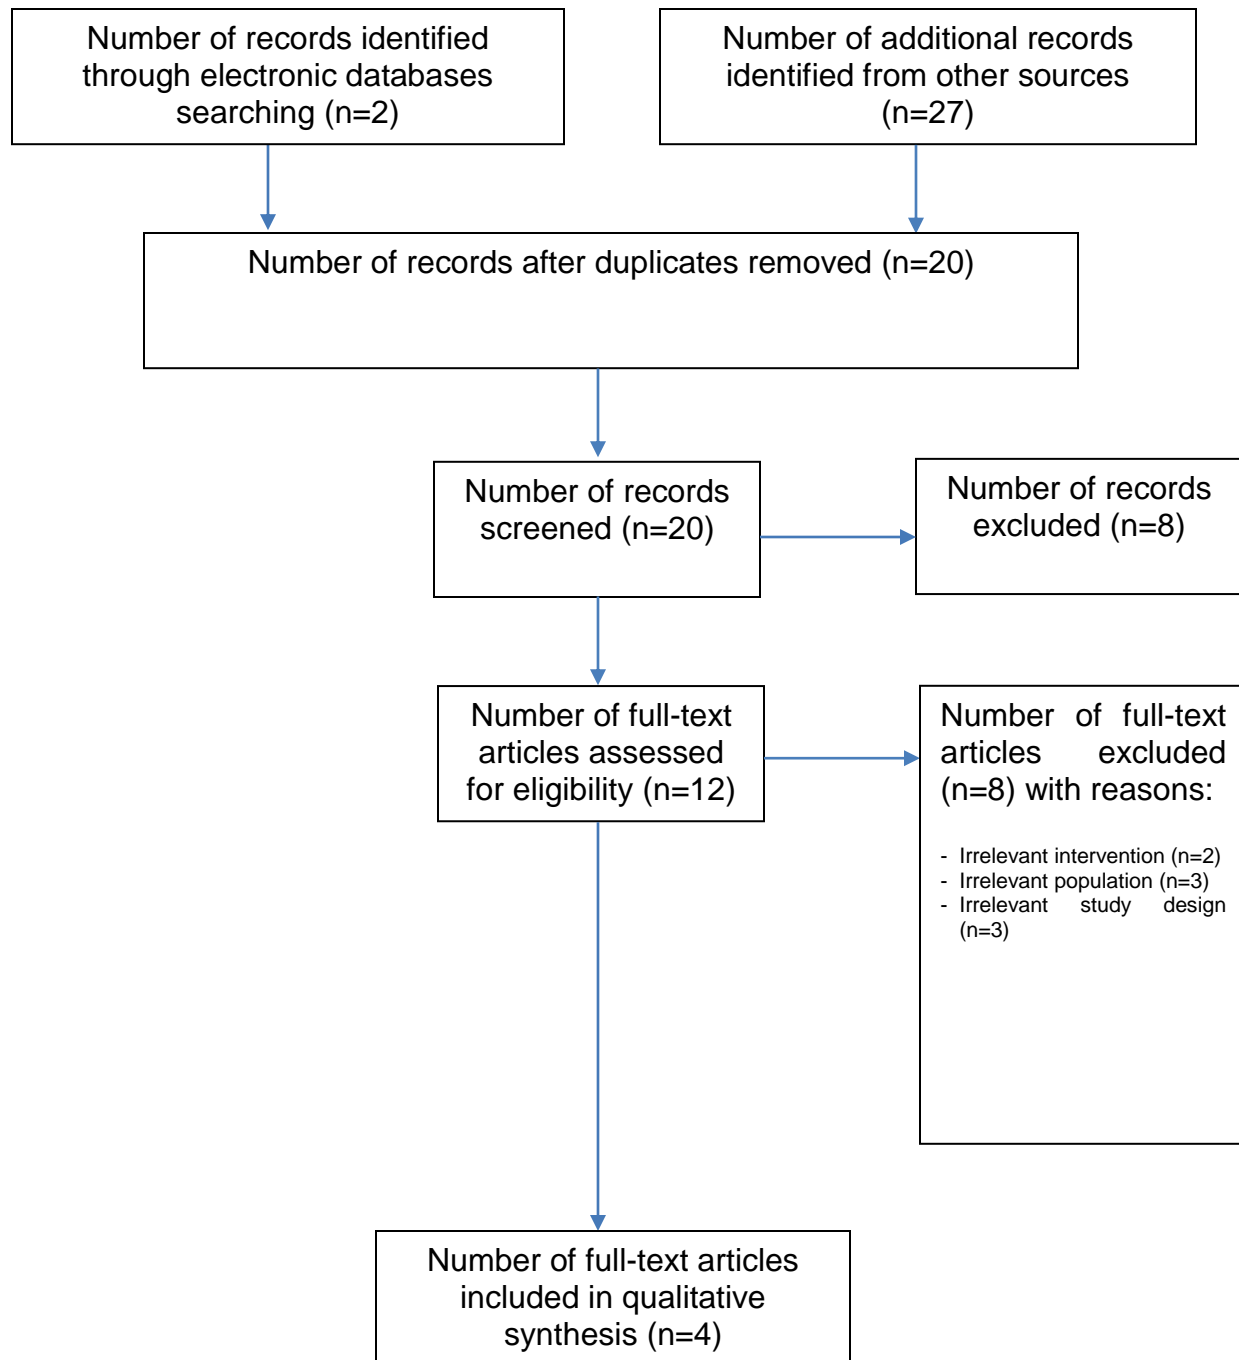 Number of records identified
through electronic databases
searching (n=2)
Number of additional records
identified from other sources
(n=27)
Number of records after duplicates removed (n=20)
Number of records
screened (n=20)
Number of records
excluded (n=8)
Number of full-text
articles assessed
for eligibility (n=12)
Number of full-text
articles excluded
(n=8) with reasons:
- Irrelevant intervention (n=2)
- Irrelevant population (n=3)
- Irrelevant study design
(n=3)
Number of full-text articles
included in qualitative
synthesis (n=4)